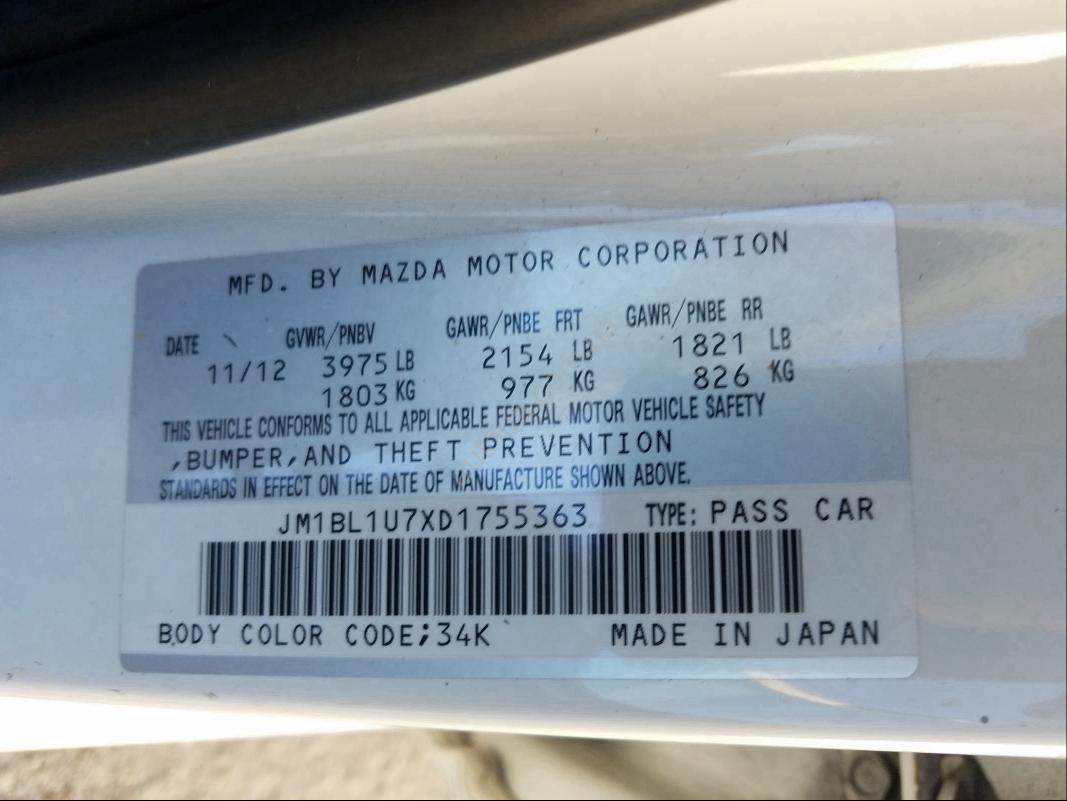 MFD. BY MAZDA MOTOR CORPORATION
DATE GVWR/PNBV GAWR/PNBE FRT GAWR/PNBE RR
11/12 3975 LB 2154 LB 1821 LB
1803 KG 977 KG 826 KG
THIS VEHICLE CONFORMS TO ALL APPLICABLE FEDERAL MOTOR VEHICLE SAFETY
,BUMPER,AND THEFT PREVENTION
STANDARDS IN EFFECT ON THE DATE OF MANUFACTURE SHOWN ABOVE.
JM1BL1U7XD1755363 TYPE: PASS CAR
BODY COLOR CODE;34K MADE IN JAPAN